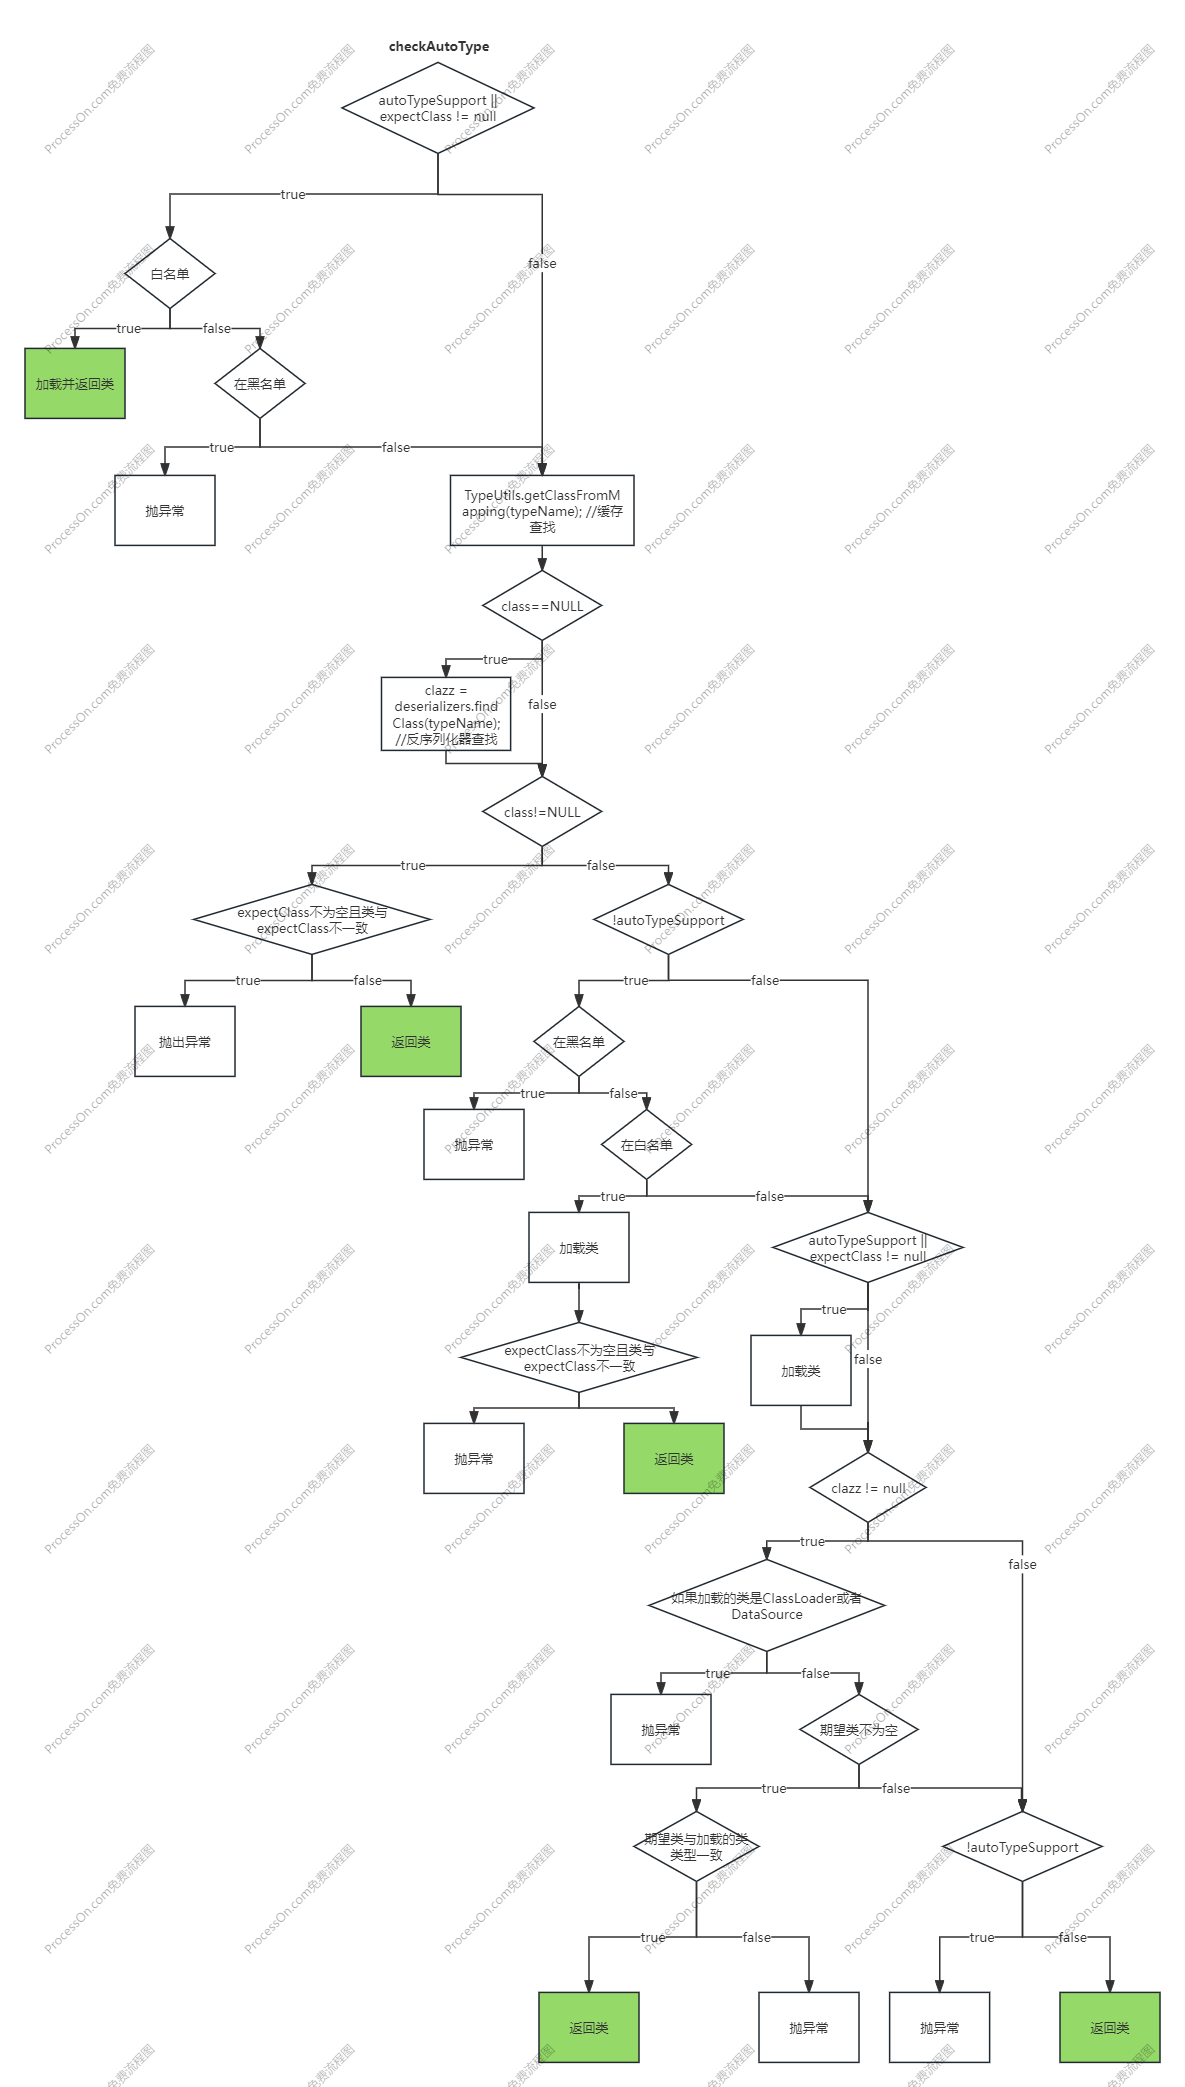 checkAutoType
autoTypeSupport ||
expectClass != null
true
false
白名单
true
false
加载并返回类
在黑名单
true
false
抛异常
TypeUtils.getClassFromM
apping(typeName); //缓存
查找
class==NULL
true
false
clazz =
deserializers.find
Class(typeName);
//反序列化器查找
class!=NULL
true
false
expectClass不为空且类与
expectClass不一致
!autoTypeSupport
true
false
true
false
抛出异常
返回类
在黑名单
true
false
抛异常
在白名单
true
false
加载类
autoTypeSupport ||
expectClass != null
true
false
expectClass不为空且类与
expectClass不一致
加载类
抛异常
返回类
clazz != null
true
false
如果加载的类是ClassLoader或者
DataSource
true
false
抛异常
期望类不为空
true
false
期望类与加载的类
类型一致
!autoTypeSupport
true
false
true
false
返回类
抛异常
抛异常
返回类
ProcessOn.com免费流程图